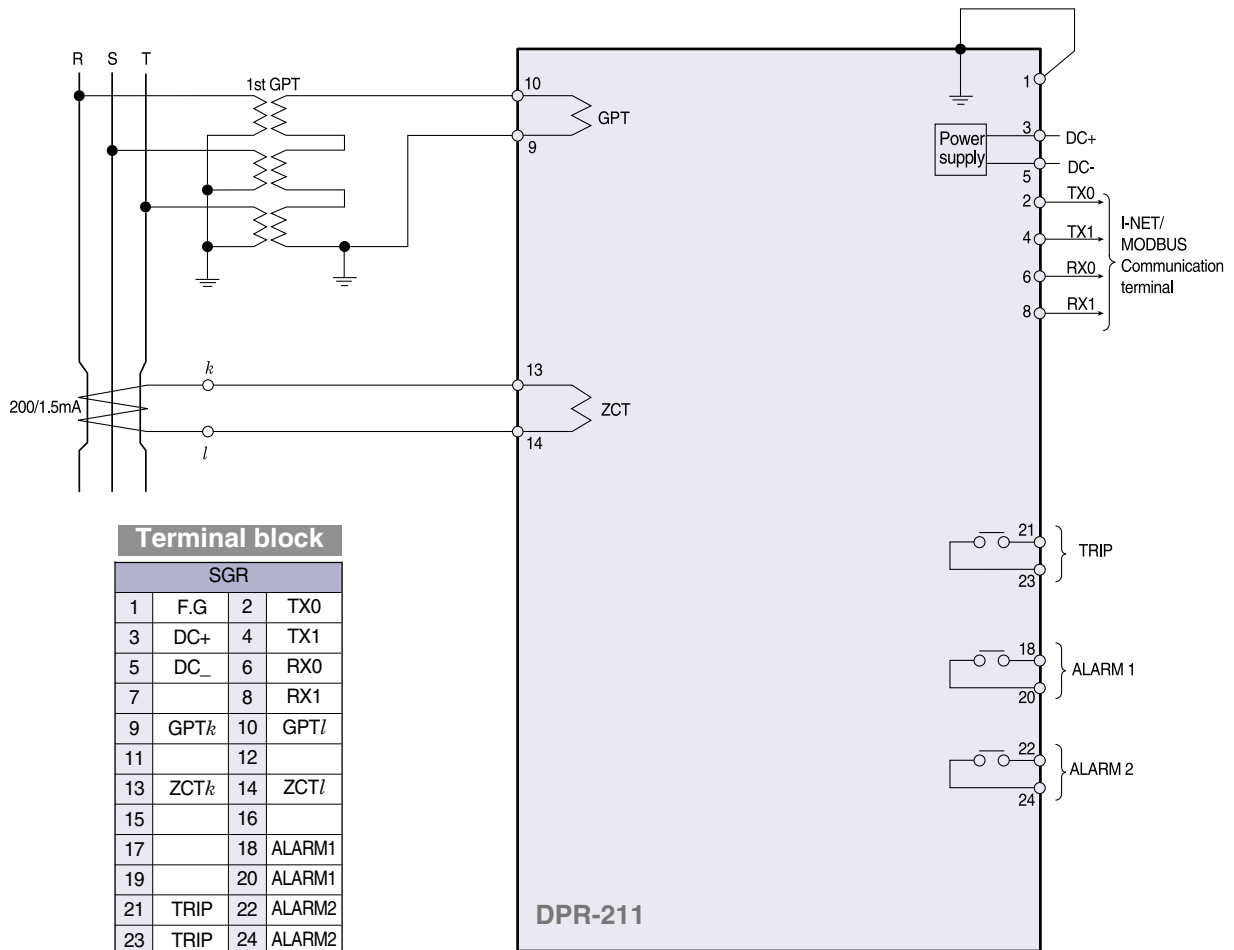 R S T
1st GPT
10
GPT
9
1
Power
supply
3
DC+
5
DC-
2
TX0
4
TX1
6
RX0
8
RX1
I-NET/
MODBUS
Communication
terminal
200/1.5mA
k
l
13
ZCT
14
21
TRIP
23
18
ALARM 1
20
22
ALARM 2
24
DPR-211
Terminal block
SGR
1 F.G 2 TX0
3 DC+ 4 TX1
5 DC_ 6 RX0
7 8 RX1
9 GPTk 10 GPTl
11 12
13 ZCTk 14 ZCTl
15 16
17 18 ALARM1
19 20 ALARM1
21 TRIP 22 ALARM2
23 TRIP 24 ALARM2